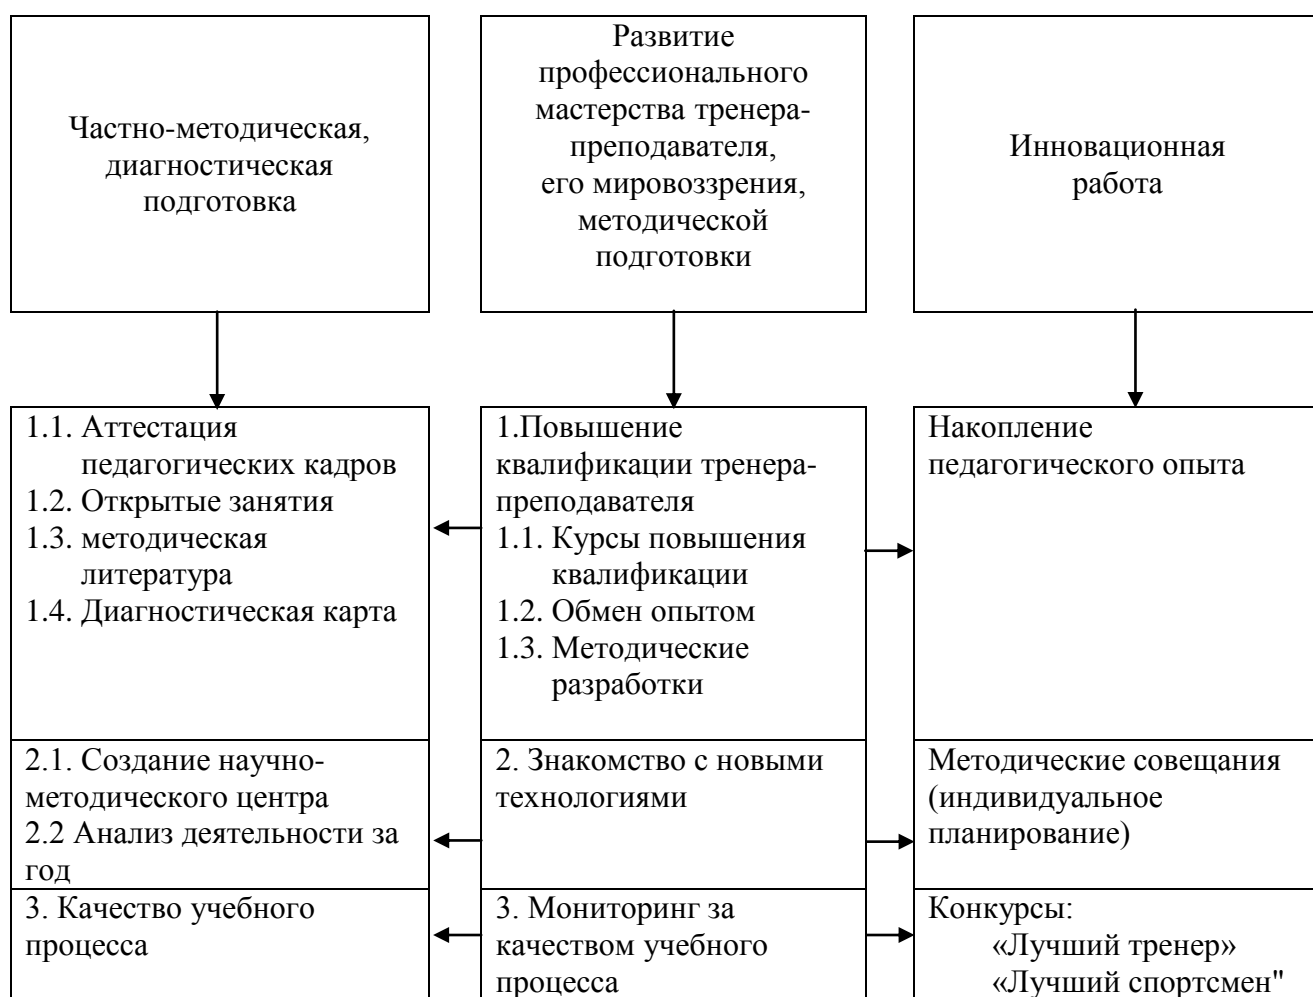 Частно-методическая,
диагностическая
подготовка
Развитие
профессионального
мастерства тренера-
преподавателя,
его мировоззрения,
методической
подготовки
Инновационная
работа
1.1. Аттестация
педагогических кадров
1.2. Открытые занятия
1.3. методическая
литература
1.4. Диагностическая карта
1.Повышение
квалификации тренера-
преподавателя
1.1. Курсы повышения
квалификации
1.2. Обмен опытом
1.3. Методические
разработки
Накопление
педагогического опыта
2.1. Создание научно-
методического центра
2.2 Анализ деятельности за
год
2. Знакомство с новыми
технологиями
Методические совещания
(индивидуальное
планирование)
3. Качество учебного
процесса
3. Мониторинг за
качеством учебного
процесса
Конкурсы:
«Лучший тренер»
«Лучший спортсмен"